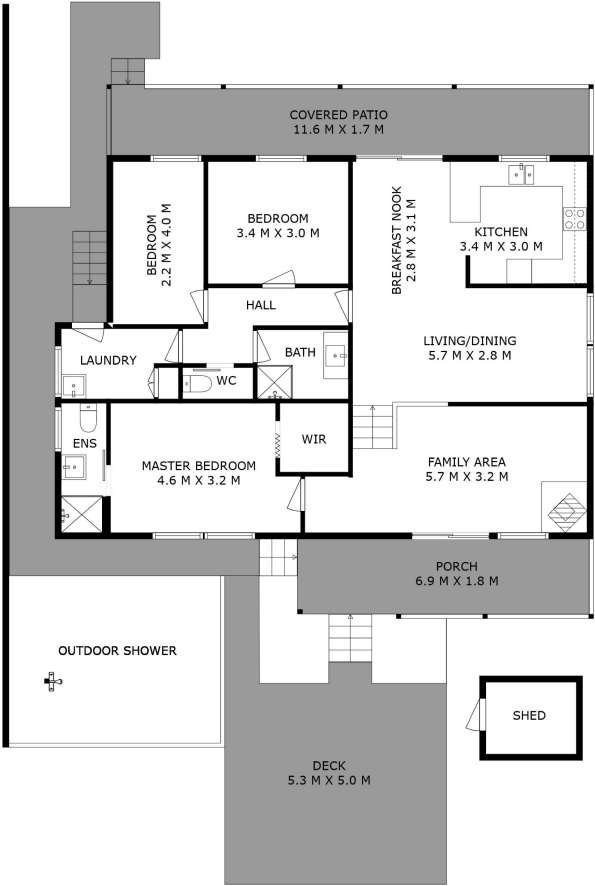 COVERED PATIO
11.6 M X 1.7 M
BEDROOM
2.2 M X 4.0 M
BEDROOM
3.4 M X 3.0 M
BREAKFAST NOOK
2.8 M X 3.1 M
KITCHEN
3.4 M X 3.0 M
HALL
LIVING/DINING
5.7 M X 2.8 M
LAUNDRY
BATH
WC
ENS
WIR
MASTER BEDROOM
4.6 M X 3.2 M
FAMILY AREA
5.7 M X 3.2 M
PORCH
6.9 M X 1.8 M
OUTDOOR SHOWER
SHED
DECK
5.3 M X 5.0 M